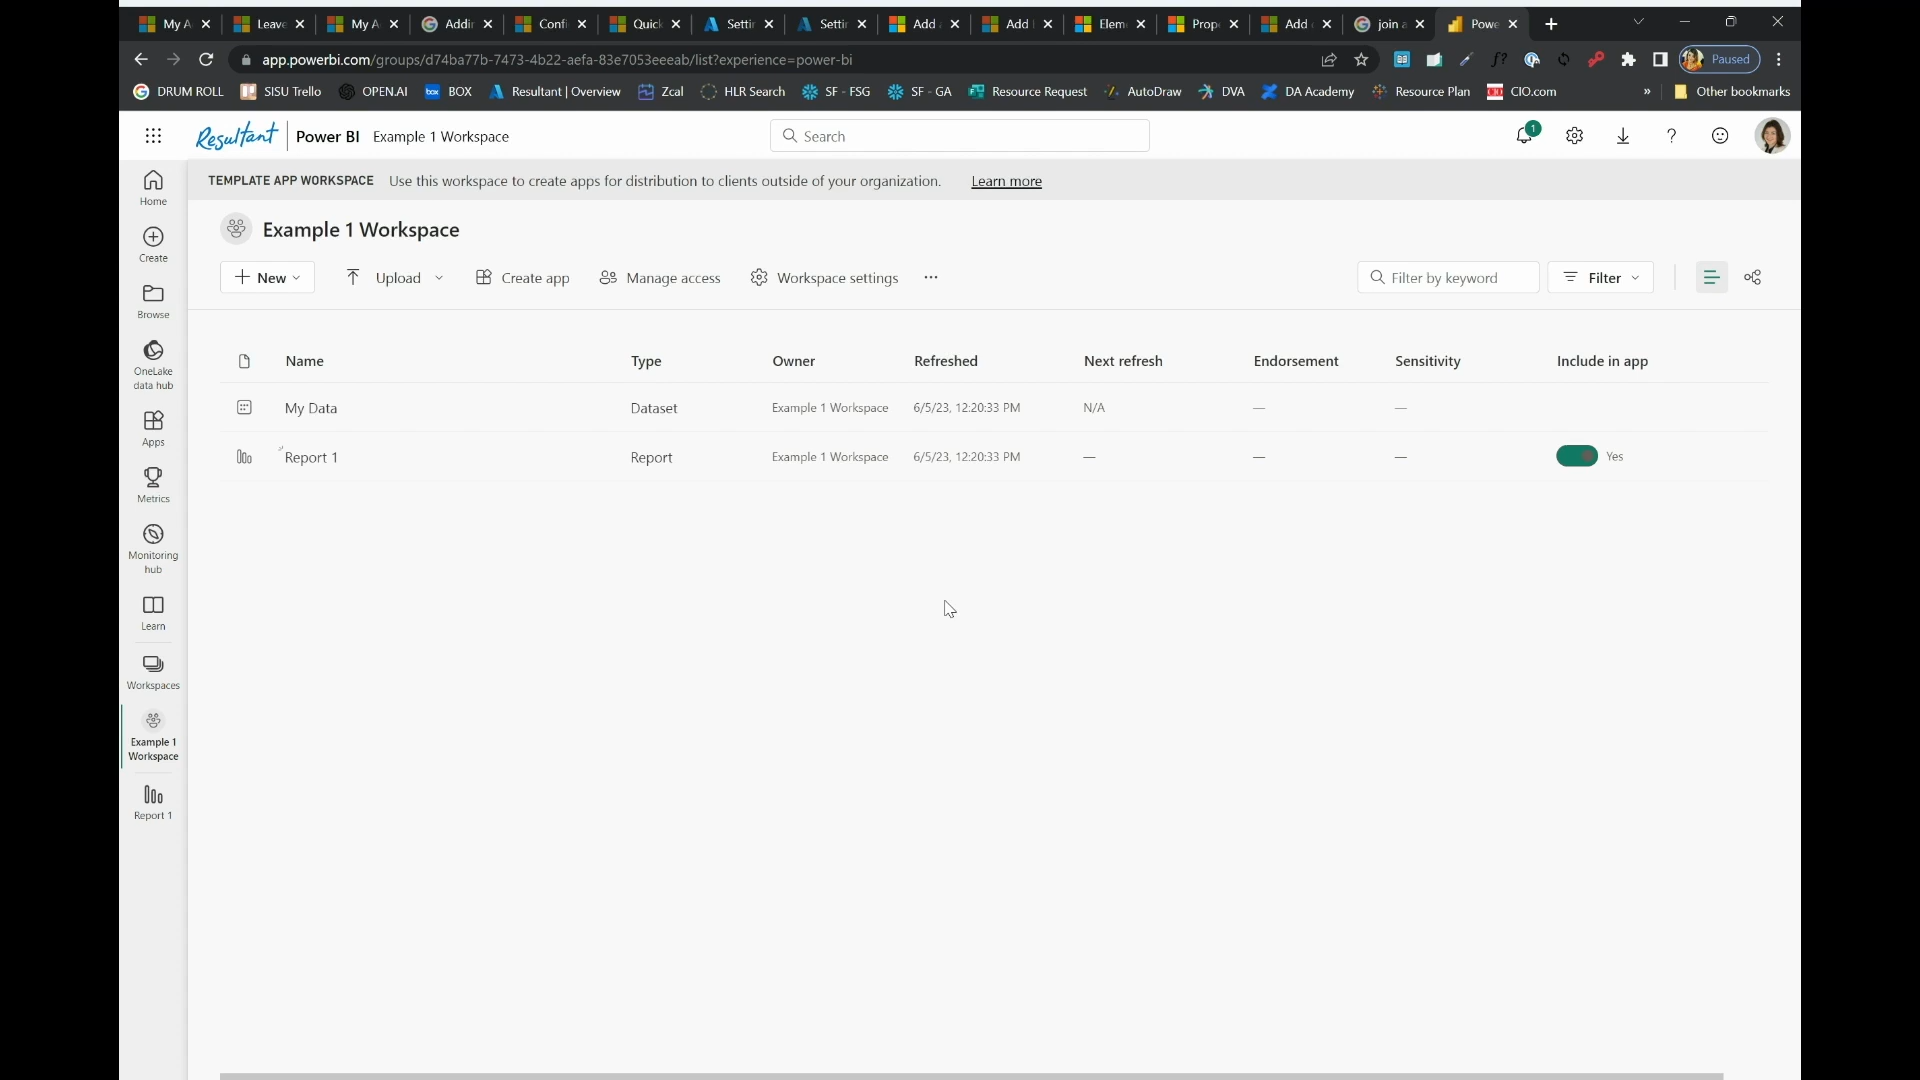 My A
Leave
My A
Addin
Confi
Quick
Settin
Settin
Add a
Add
Elem
Prope
Add
join a
Powe
app.powerbi.com/groups/d74ba77b-7473-4b22-aefa-83e7053eeeab/list?experience=power-bi
Paused
DRUM ROLL
SISU Trello
OPEN.AI
BOX
Resultant | Overview
Zcal
HLR Search
SF - FSG
SF - GA
Resource Request
AutoDraw
DVA
DA Academy
Resource Plan
CIO.com
»
Other bookmarks
Resultant
Power BI
Example 1 Workspace
Search
1
TEMPLATE APP WORKSPACE Use this workspace to create apps for distribution to clients outside of your organization. Learn more
Example 1 Workspace
New
Upload
Create app
Manage access
Workspace settings
Filter by keyword
Filter
Name Type Owner Refreshed Next refresh Endorsement Sensitivity Include in app
My Data Dataset Example 1 Workspace 6/5/23, 12:20:33 PM N/A — —
Report 1 Report Example 1 Workspace 6/5/23, 12:20:33 PM — — — Yes
Home
Create
Browse
OneLake
data hub
Apps
Metrics
Monitoring
hub
Learn
Workspaces
Example 1
Workspace
Report 1